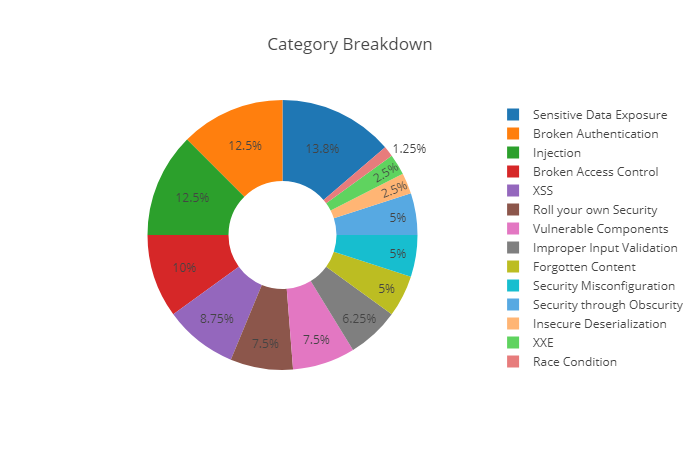 Category Breakdown
13.8%
1.25%
2.5%
2.5%
5%
5%
5%
6.25%
7.5%
7.5%
8.75%
10%
12.5%
12.5%
Sensitive Data Exposure
Broken Authentication
Injection
Broken Access Control
XSS
Roll your own Security
Vulnerable Components
Improper Input Validation
Forgotten Content
Security Misconfiguration
Security through Obscurity
Insecure Deserialization
XXE
Race Condition